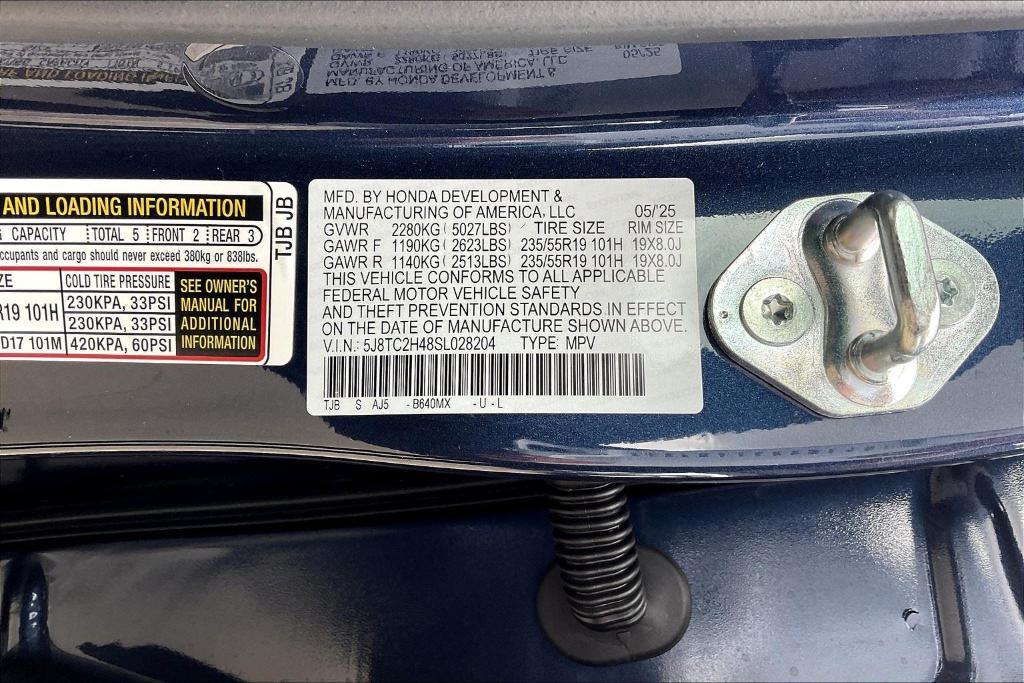 AND LOADING INFORMATION
CAPACITY TOTAL 5 FRONT 2 REAR 3
ccupants and cargo should never exceed 380kg or 838lbs.
ZE COLD TIRE PRESSURE SEE OWNER'S MANUAL FOR ADDITIONAL INFORMATION
R19 101H 230KPA, 33PSI
230KPA, 33PSI
D17 101M 420KPA, 60PSI
TJB JB
MFD. BY HONDA DEVELOPMENT &
MANUFACTURING OF AMERICA, LLC 05/'25
GVWR 2280KG (5027LBS) TIRE SIZE RIM SIZE
GAWR F 1190KG (2623LBS) 235/55R19 101H 19X8.0J
GAWR R 1140KG (2513LBS) 235/55R19 101H 19X8.0J
THIS VEHICLE CONFORMS TO ALL APPLICABLE
FEDERAL MOTOR VEHICLE SAFETY
AND THEFT PREVENTION STANDARDS IN EFFECT
ON THE DATE OF MANUFACTURE SHOWN ABOVE.
V.I.N.: 5J8TC2H48SL028204 TYPE: MPV
TJB S AJ5 -B640MX -U-L